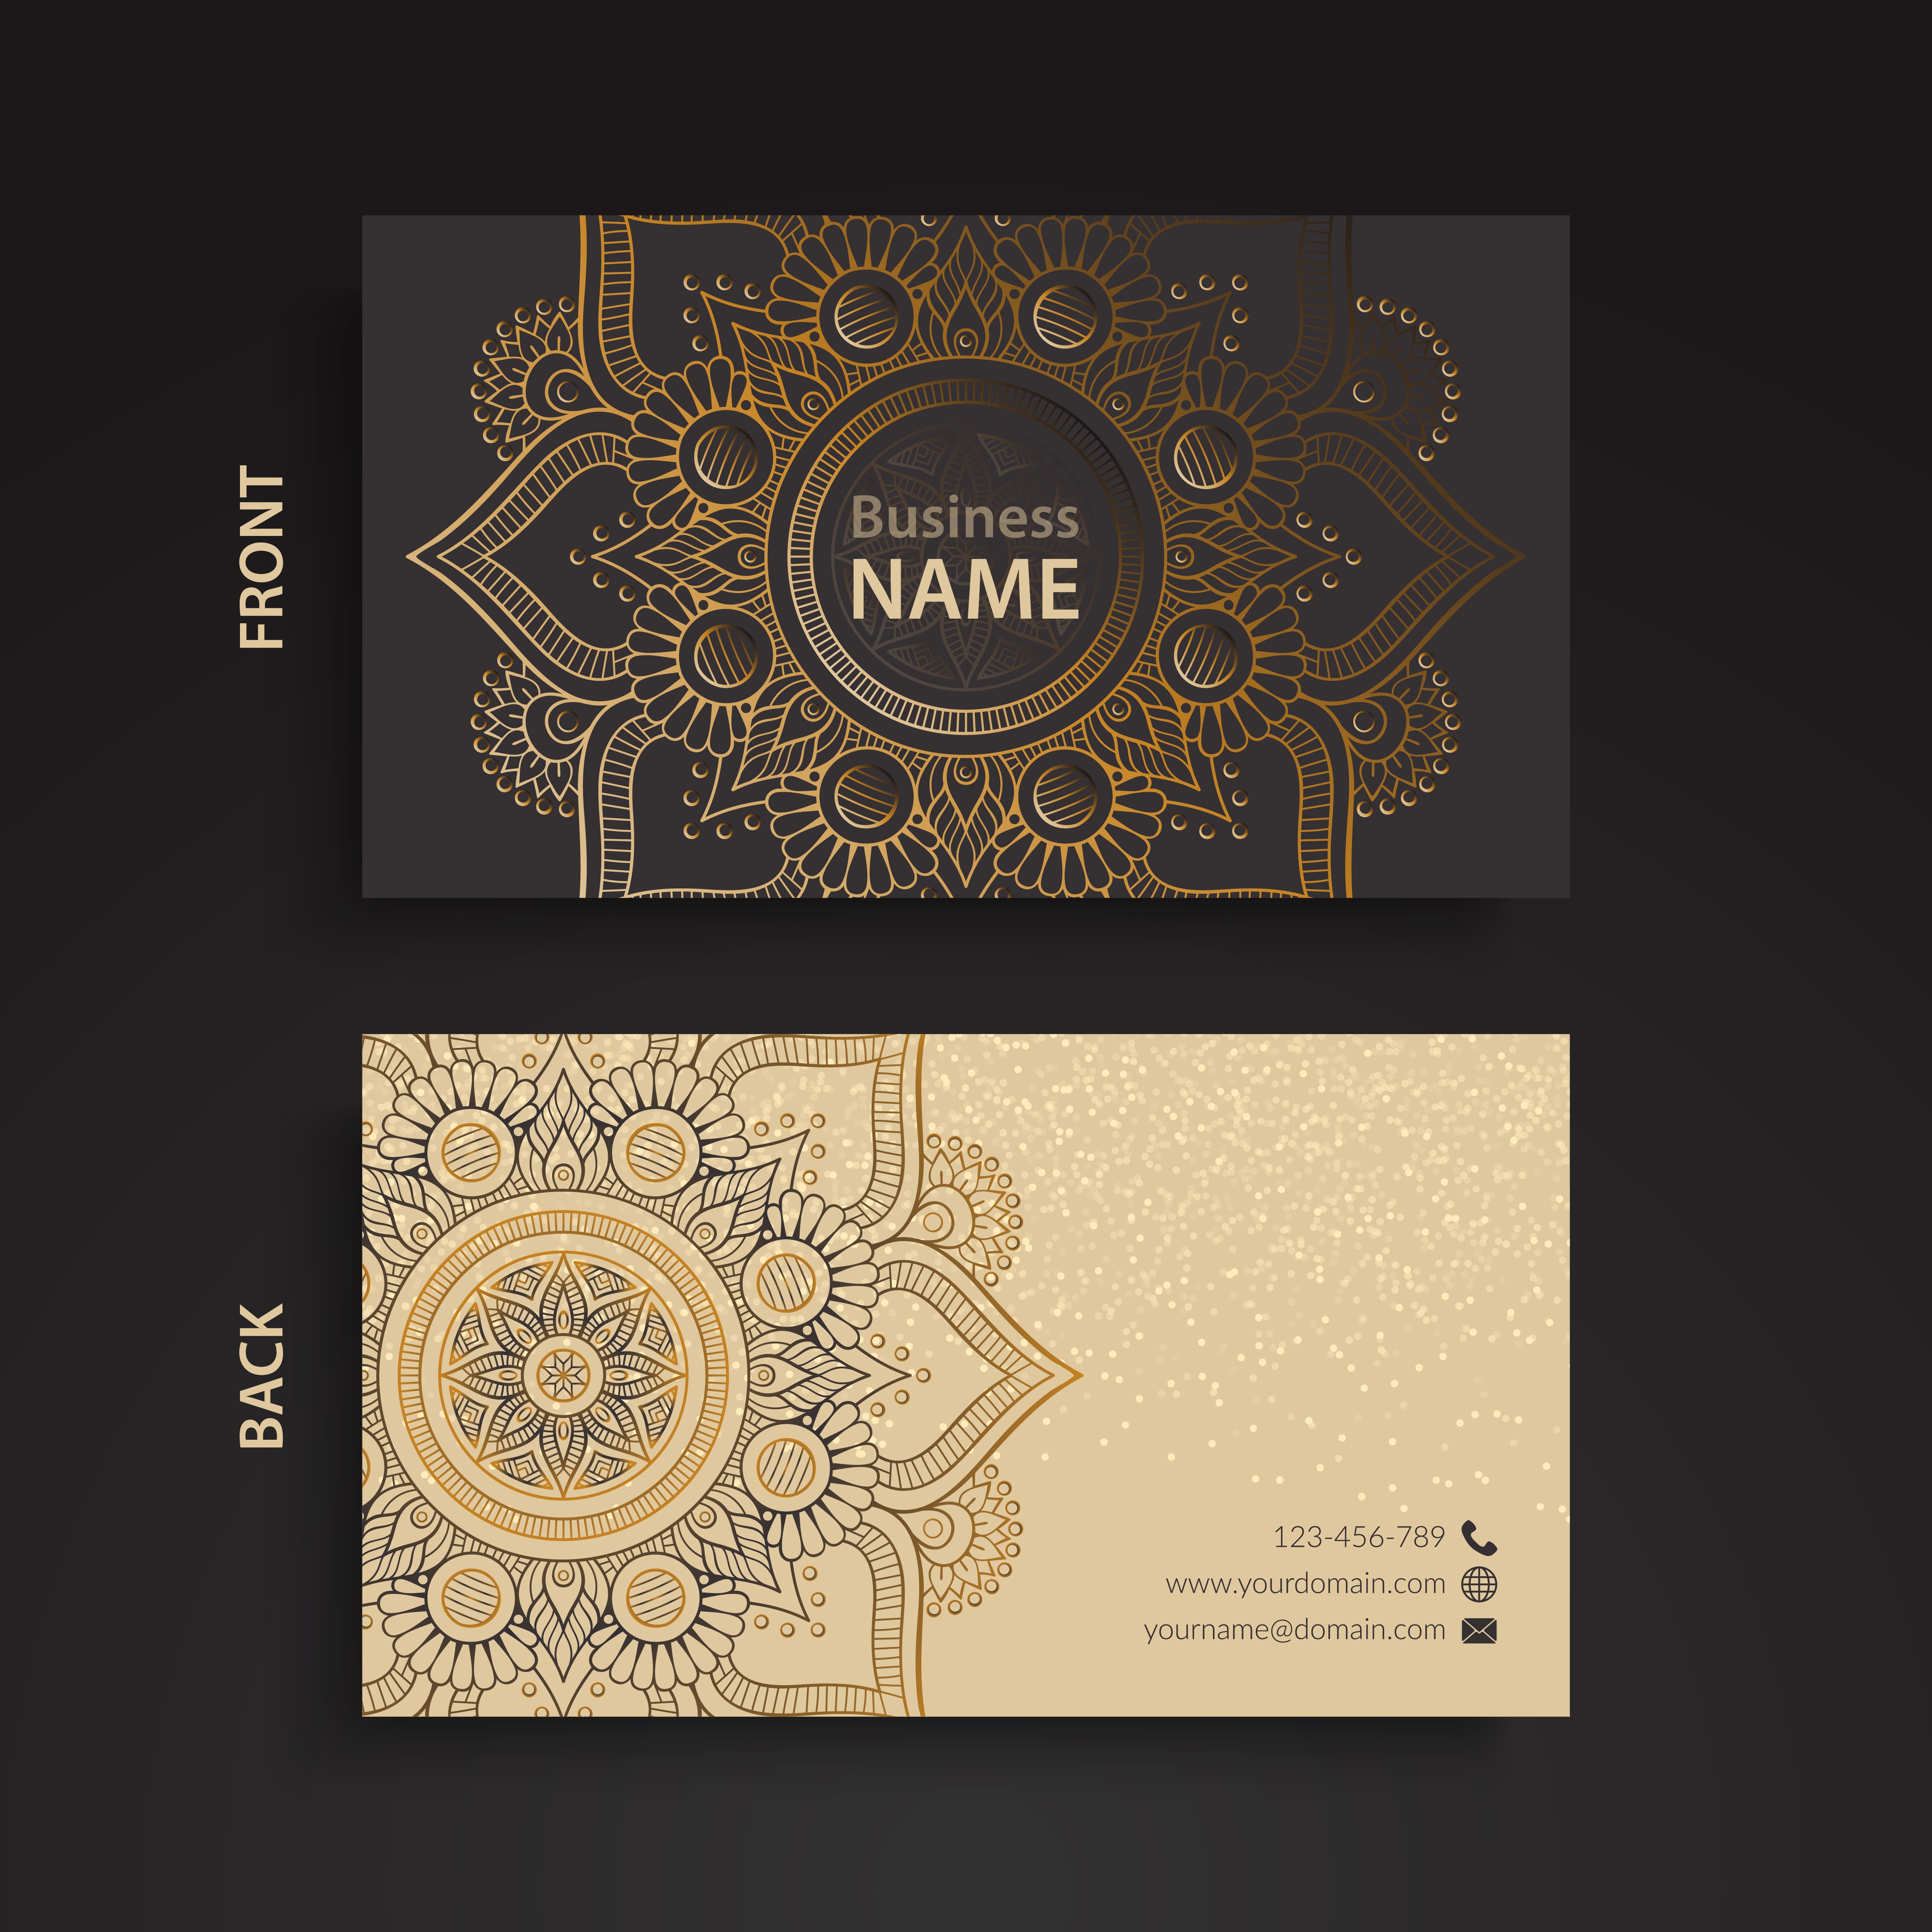 FRONT
Business
NAME
BACK
123-456-789
www.yourdomain.com
yourname@domain.com